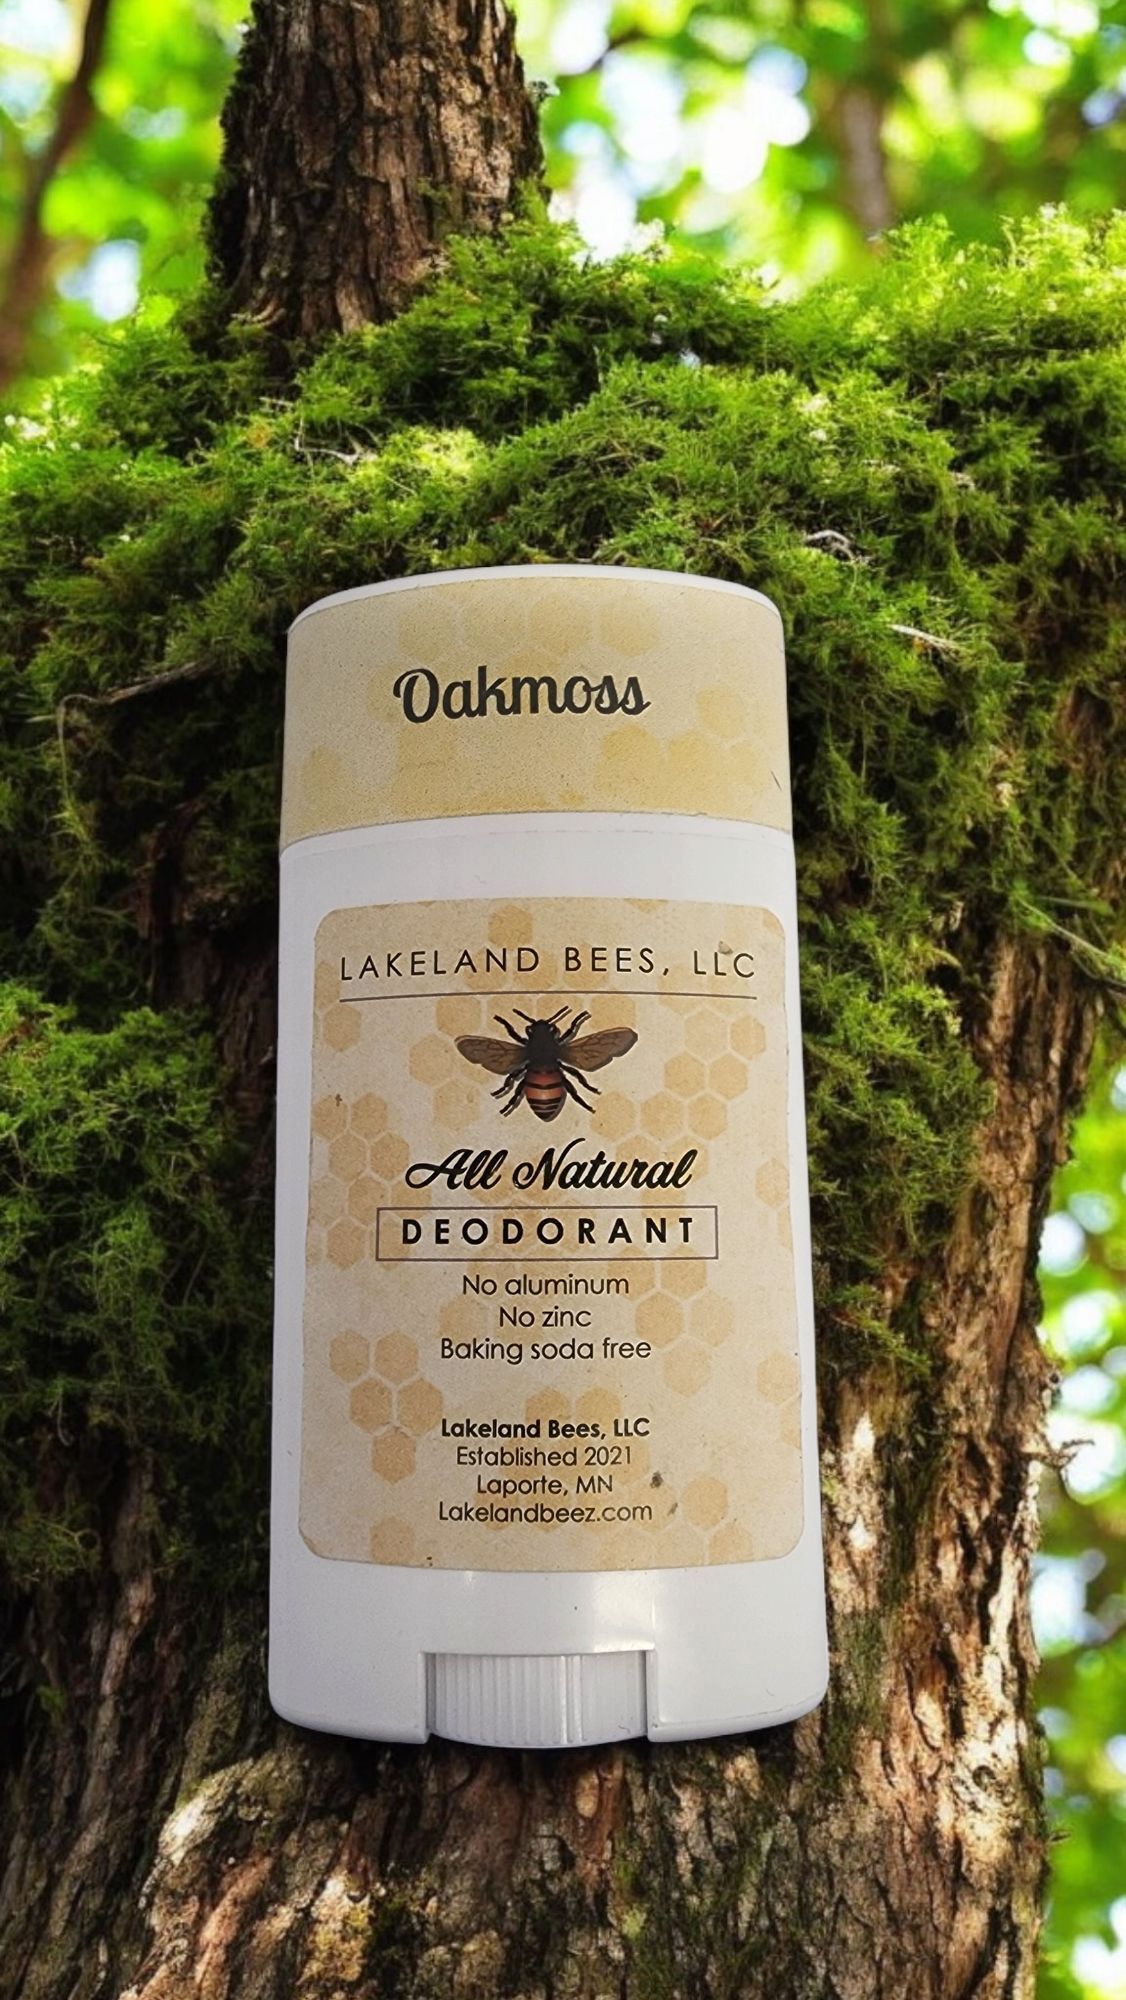 Oakmoss
LAKELAND BEES, LLC
All Natural
DEODORANT
No aluminum
No zinc
Baking soda free
Lakeland Bees, LLC
Established 2021
Laporte, MN
Lakelandbeez.com